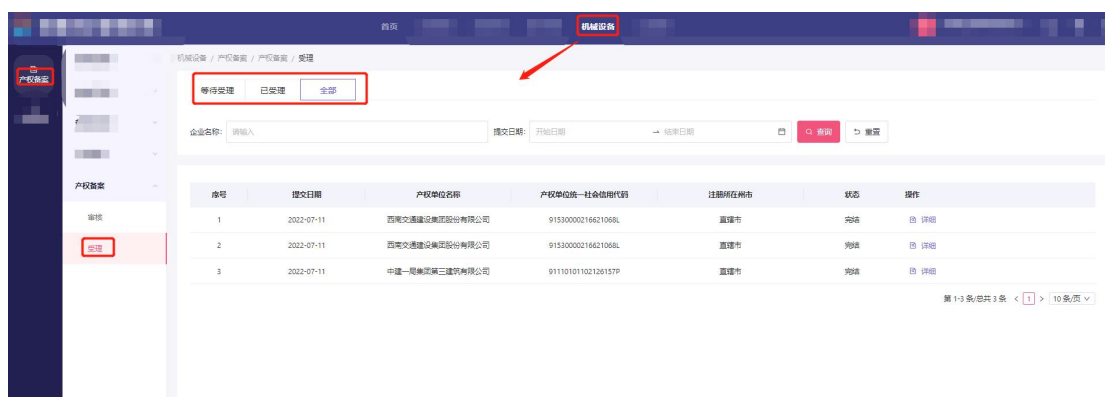 首页 机械设备
产权备案
机械设备 / 产权备案 / 产权备案 / 受理
等待受理 已受理 全部
企业名称: 请输入 提交日期: 开始日期 → 结束日期 查询 重置
产权备案
审核
受理
序号 提交日期 产权单位名称 产权单位统一社会信用代码 注册所在州市 状态 操作
1 2022-07-11 西南交通建设集团股份有限公司 91530000216621068L 直辖市 完结 详细
2 2022-07-11 西南交通建设集团股份有限公司 91530000216621068L 直辖市 完结 详细
3 2022-07-11 中建一局集团第三建筑有限公司 91110101102126157P 直辖市 完结 详细
第 1-3 条/总共 3 条 < 1 > 10 条/页